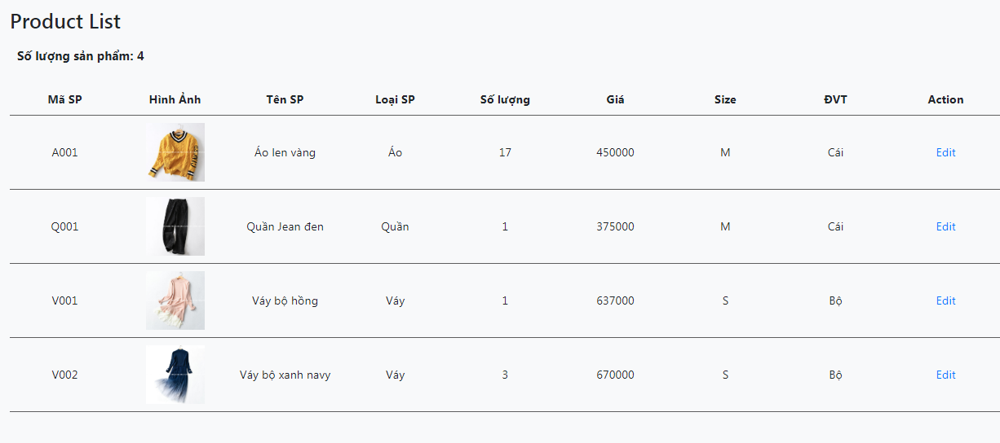 Product List
Số lượng sản phẩm: 4
Mã SP Hình Ảnh Tên SP Loại SP Số lượng Giá Size ĐVT Action
A001 Áo len vàng Áo 17 450000 M Cái Edit
Q001 Quần Jean đen Quần 1 375000 M Cái Edit
V001 Váy bộ hồng Váy 1 637000 S Bộ Edit
V002 Váy bộ xanh navy Váy 3 670000 S Bộ Edit